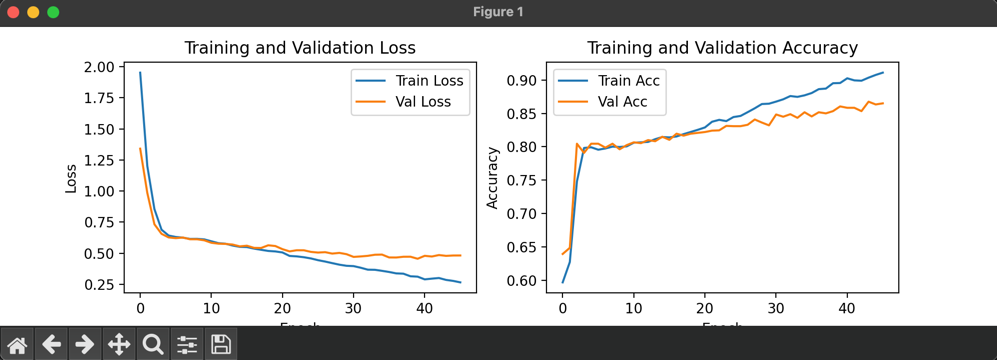 Figure 1
Training and Validation Loss
2.00
1.75
1.50
1.25
1.00
0.75
0.50
0.25
Loss
Train Loss
Val Loss
0 10 20 30 40
Epoch
Training and Validation Accuracy
0.90
0.85
0.80
0.75
0.70
0.65
0.60
Accuracy
Train Acc
Val Acc
0 10 20 30 40
Epoch